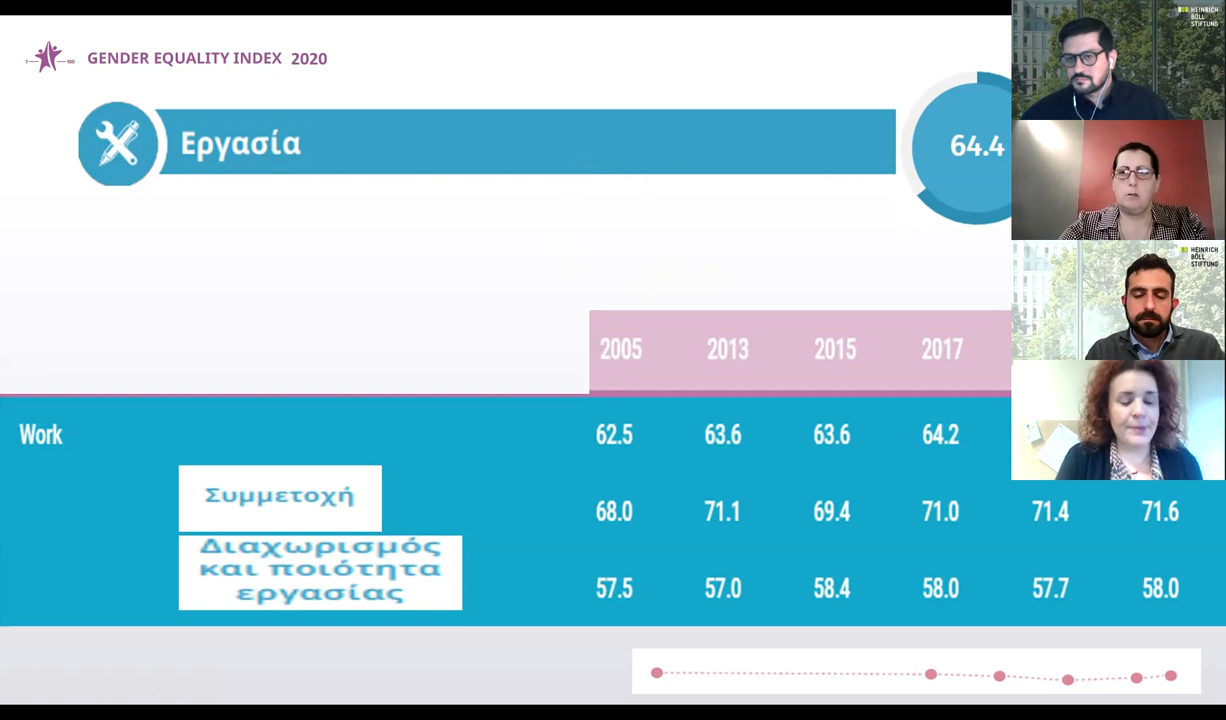 GENDER EQUALITY INDEX 2020
Εργασία
64.4
2005 2013 2015 2017
Work 62.5 63.6 63.6 64.2
Συμμετοχή 68.0 71.1 69.4 71.0 71.4 71.6
Διαχωρισμός
και ποιότητα
εργασίας
57.5 57.0 58.4 58.0 57.7 58.0
HEINRICH
BÖLL
STIFTUNG
HEINRICH
BÖLL
STIFTUNG
1 100